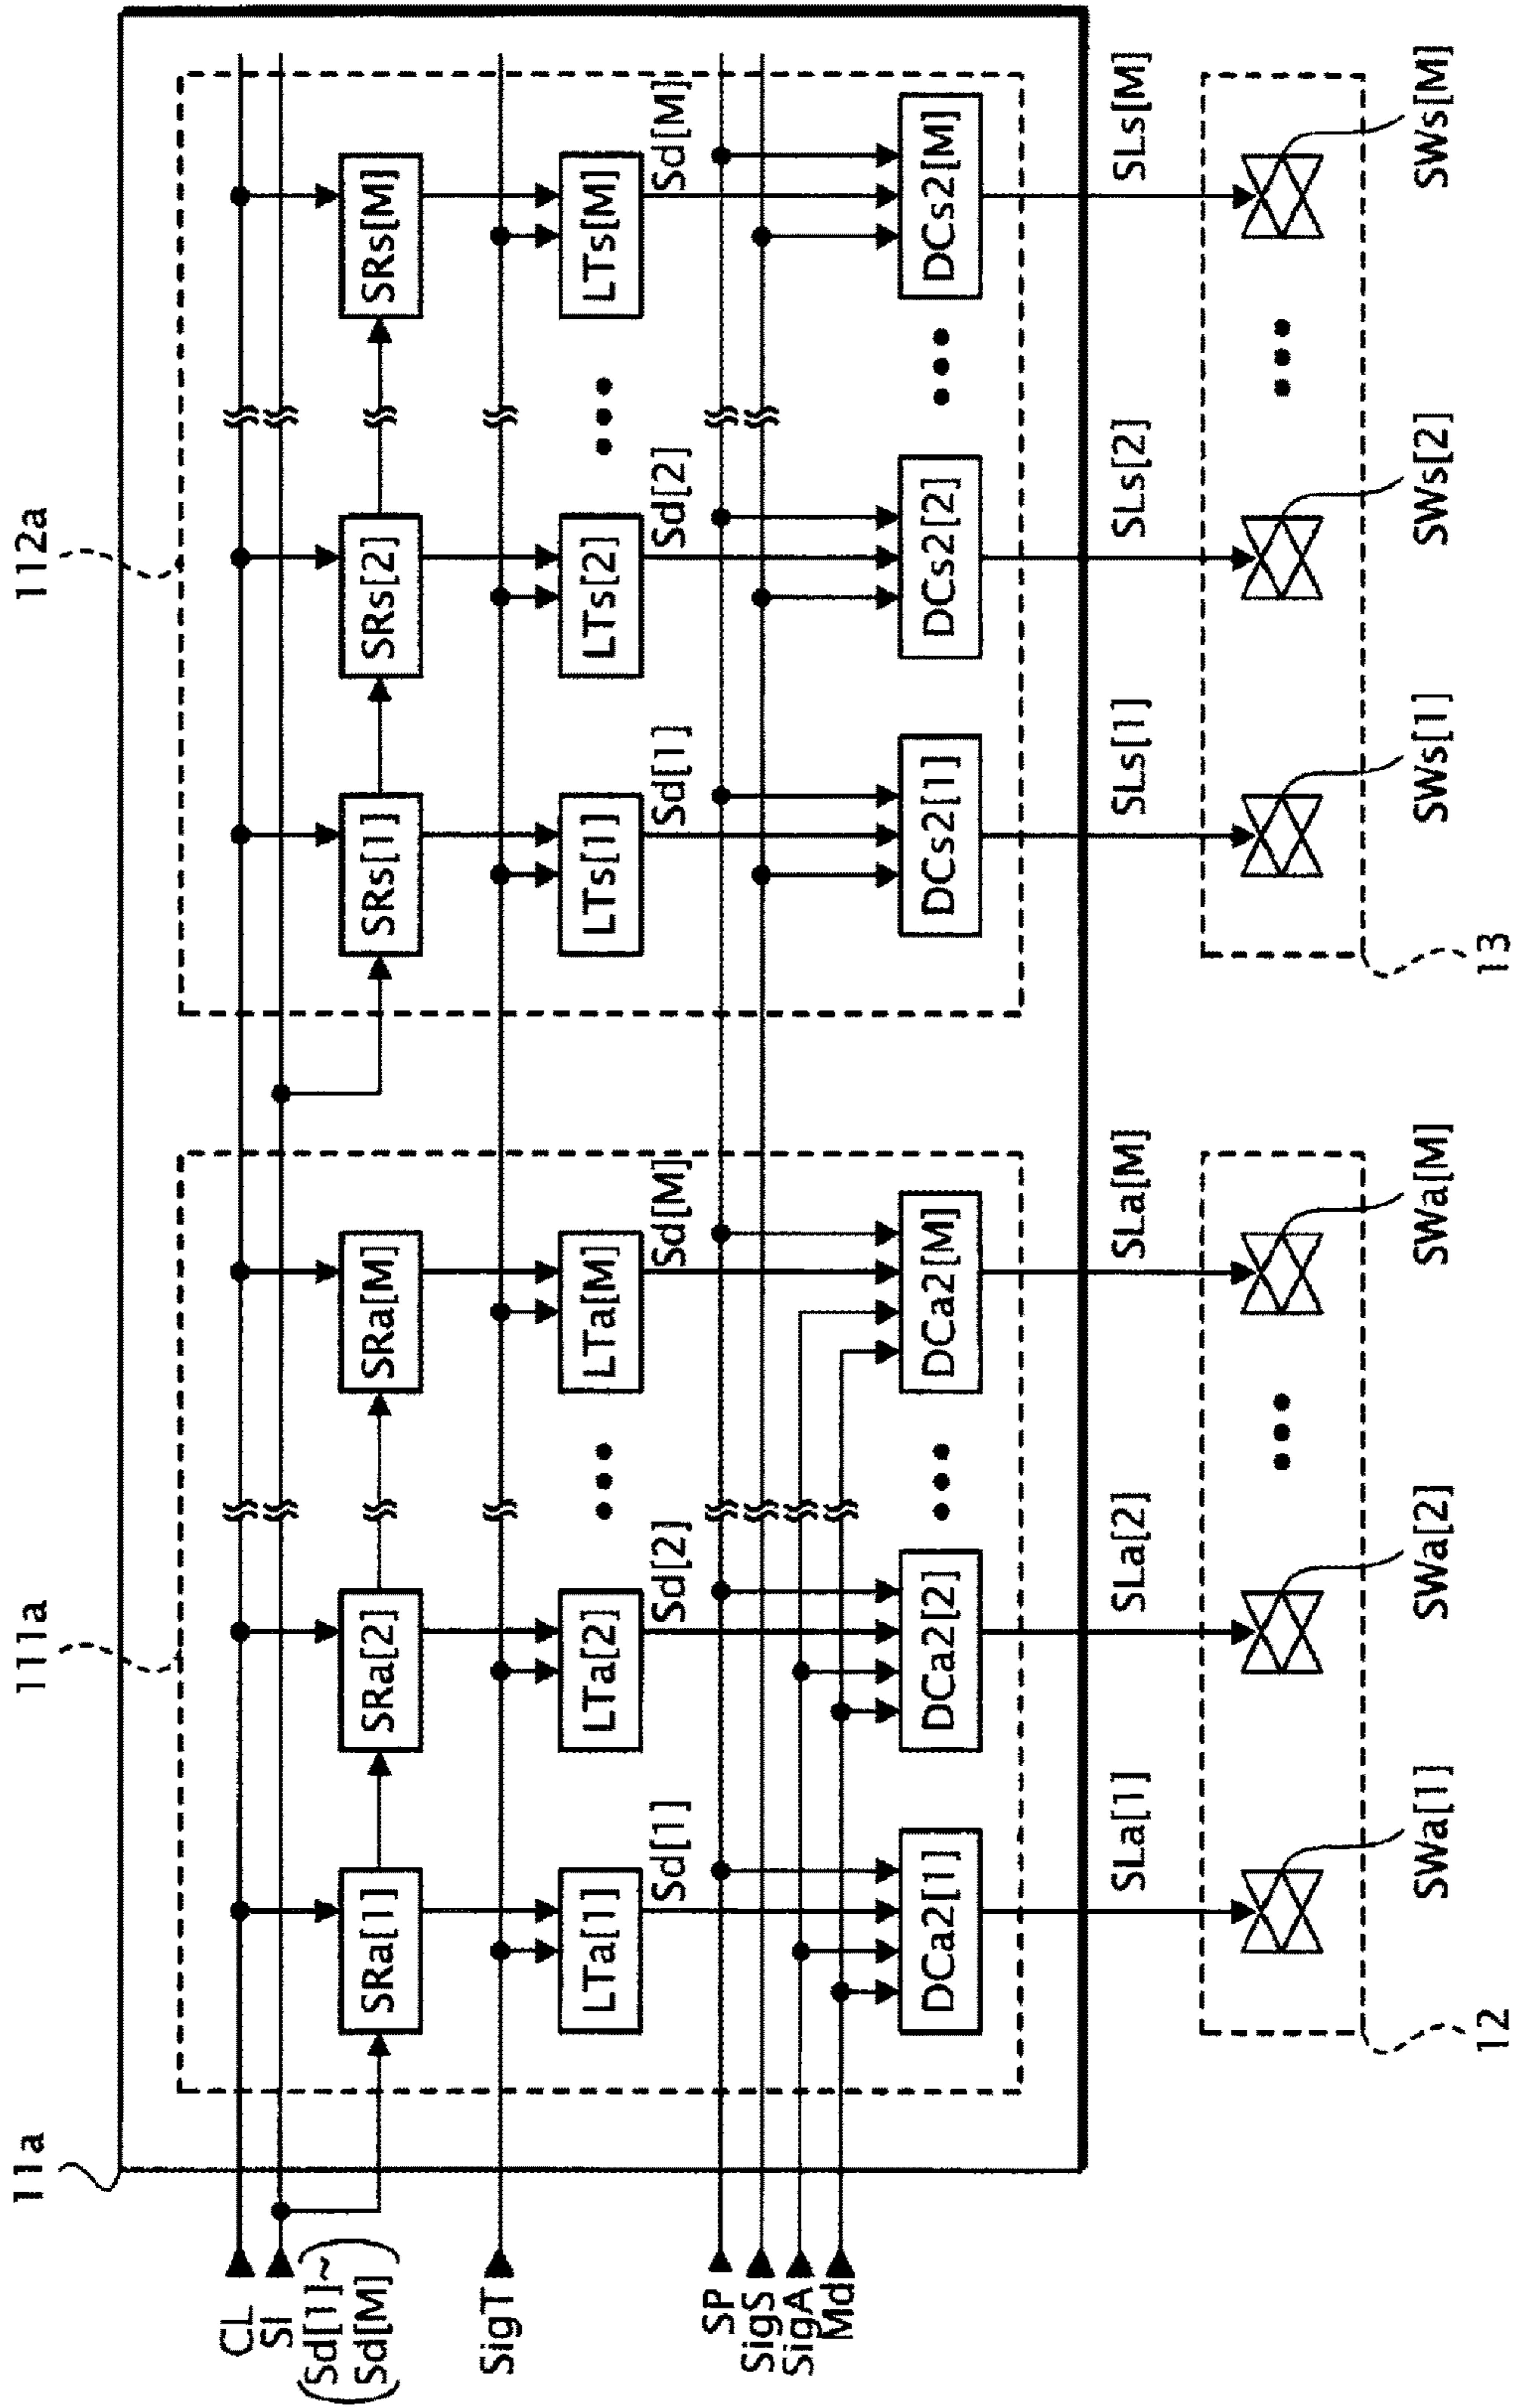 11a
111a
112a
CL
SI
(Sd[1]~
Sd[M])
SigT
SP
SigS
SigA
Md
SRa[1]
SRa[2]
SRa[M]
SRs[1]
SRs[2]
SRs[M]
LTa[1]
LTa[2]
LTa[M]
LTs[1]
LTs[2]
LTs[M]
Sd[1]
Sd[2]
Sd[M]
Sd[1]
Sd[2]
Sd[M]
DCa2[1]
DCa2[2]
DCa2[M]
DCs2[1]
DCs2[2]
DCs2[M]
SLa[1]
SLa[2]
SLa[M]
SLs[1]
SLs[2]
SLs[M]
SWa[1]
SWa[2]
SWa[M]
SWs[1]
SWs[2]
SWs[M]
12
13